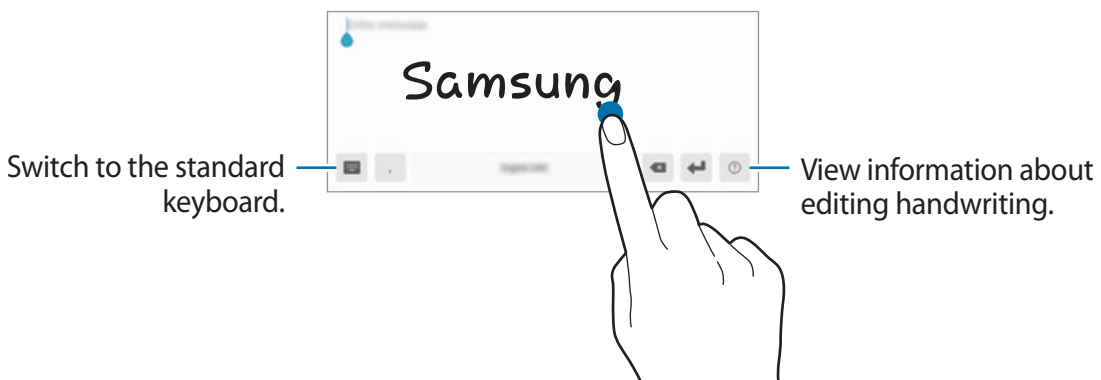 Samsung
Switch to the standard
keyboard.
View information about
editing handwriting.